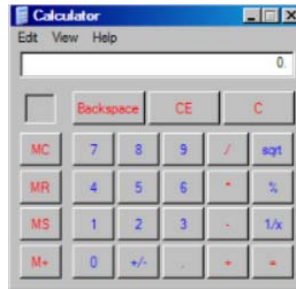 Calculator
Edit View Help
0.
Backspace CE C
MC 7 8 9 / sqrt
MR 4 5 6 * %
MS 1 2 3 - 1/x
M+ 0 +/- . + =